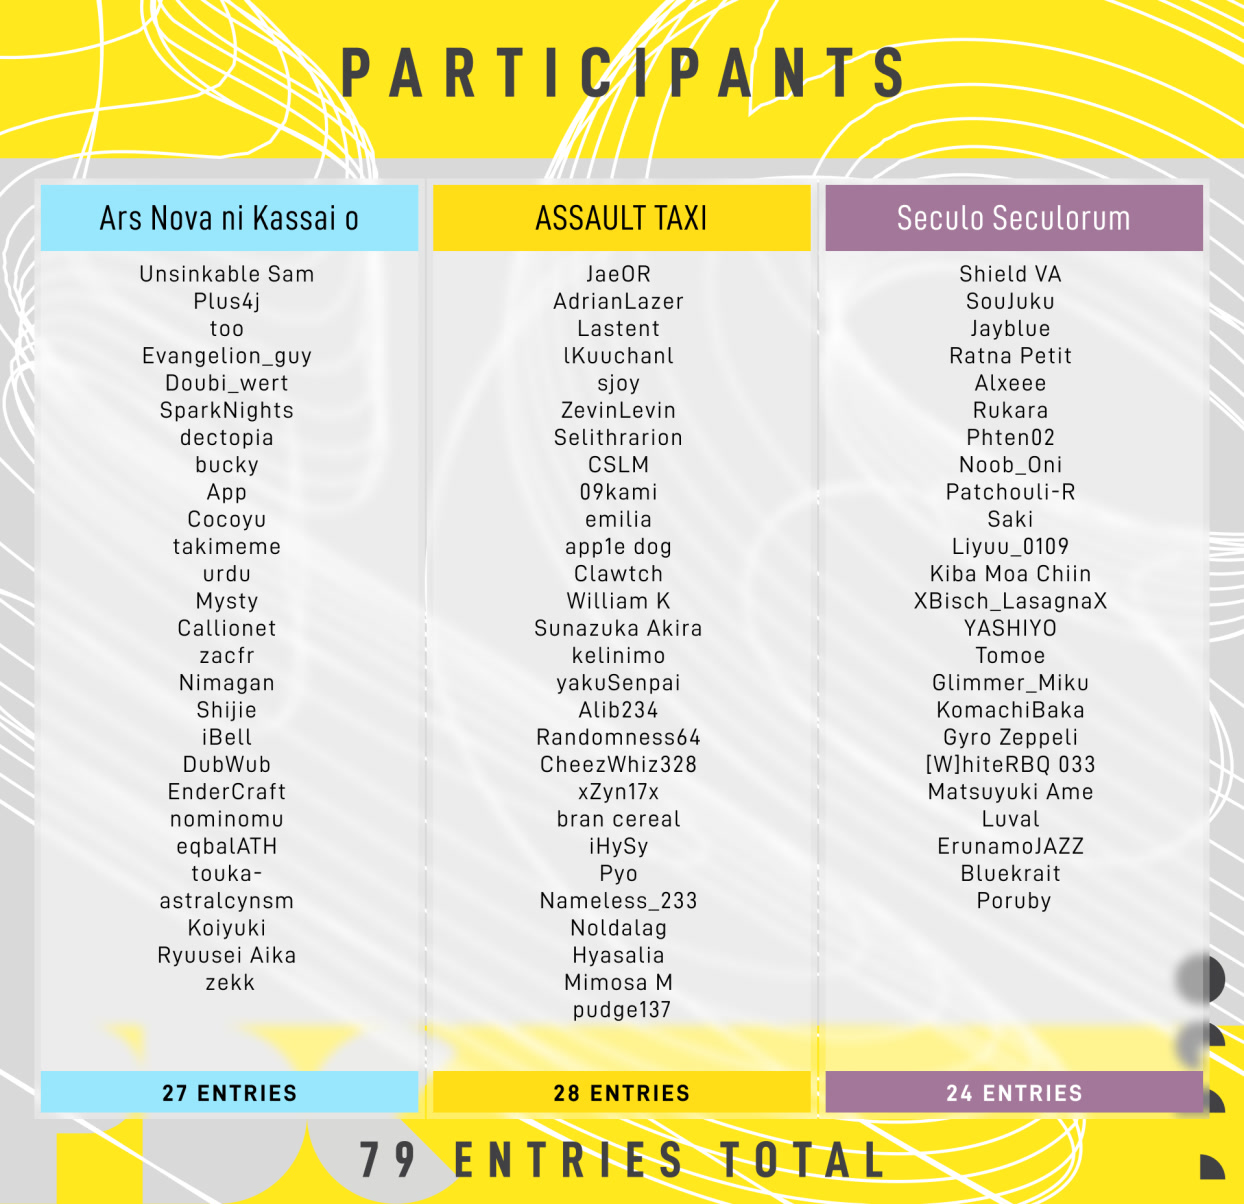 PARTICIPANTS
Ars Nova ni Kassai o
Unsinkable Sam
Plus4j
too
Evangelion_guy
Doubi_wert
SparkNights
dectopia
bucky
App
Cocoyu
takimeme
urdu
Mysty
Callionet
zacfr
Nimagan
Shijie
iBell
DubWub
EnderCraft
nominomu
eqbalATH
touka-
astralcynsm
Koiyuki
Ryuusei Aika
zekk
27 ENTRIES
ASSAULT TAXI
JaeOR
AdrianLazer
Lastent
lKuuchanl
sjoy
ZevinLevin
Selithrarion
CSLM
09kami
emilia
app1e dog
Clawtch
William K
Sunazuka Akira
kelinimo
yakuSenpai
Alib234
Randomness64
CheezWhiz328
xZyn17x
bran cereal
iHySy
Pyo
Nameless_233
Noldalag
Hyasalia
Mimosa M
pudge137
28 ENTRIES
Seculo Seculorum
Shield VA
SouJuku
Jayblue
Ratna Petit
Alxeee
Rukara
Phten02
Noob_Oni
Patchouli-R
Saki
Liyuu_0109
Kiba Moa Chiin
XBisch_LasagnaX
YASHIYO
Tomoe
Glimmer_Miku
KomachiBaka
Gyro Zeppeli
[W]hiteRBQ 033
Matsuyuki Ame
Luval
ErunamoJAZZ
Bluekrait
Poruby
24 ENTRIES
79 ENTRIES TOTAL